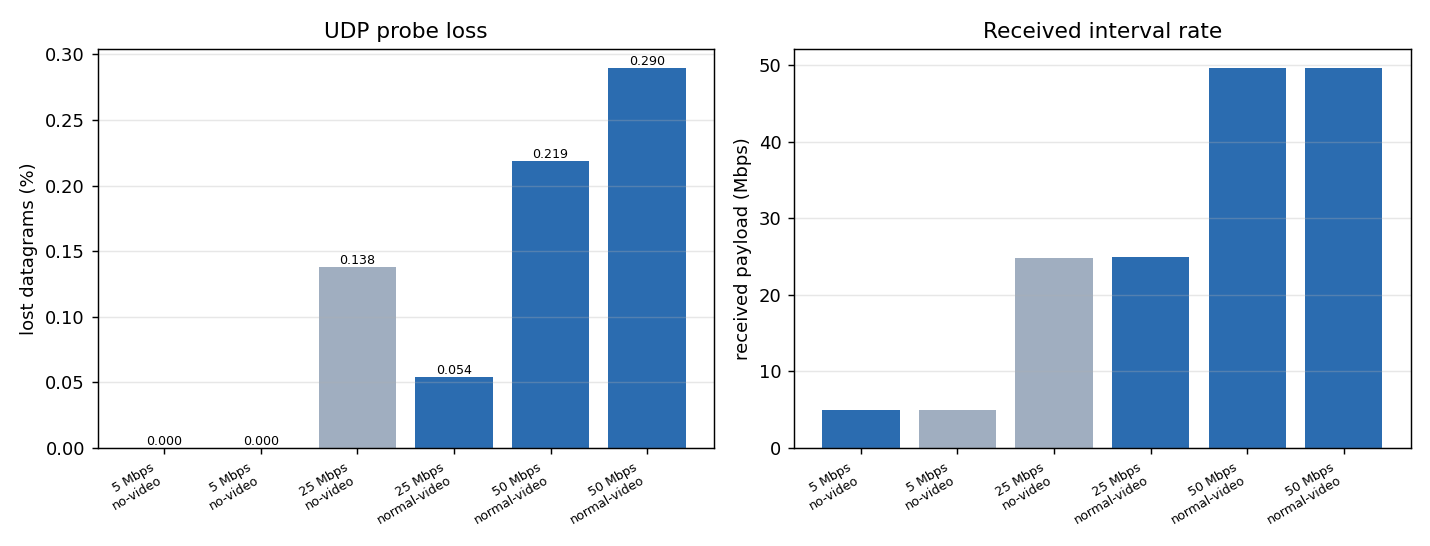 UDP probe loss
lost datagrams (%)
0.30
0.25
0.20
0.15
0.10
0.05
0.00
0.000
0.000
0.138
0.054
0.219
0.290
5 Mbps
no-video
5 Mbps
no-video
25 Mbps
no-video
25 Mbps
normal-video
50 Mbps
normal-video
50 Mbps
normal-video
Received interval rate
received payload (Mbps)
50
40
30
20
10
0
5 Mbps
no-video
5 Mbps
no-video
25 Mbps
no-video
25 Mbps
normal-video
50 Mbps
normal-video
50 Mbps
normal-video